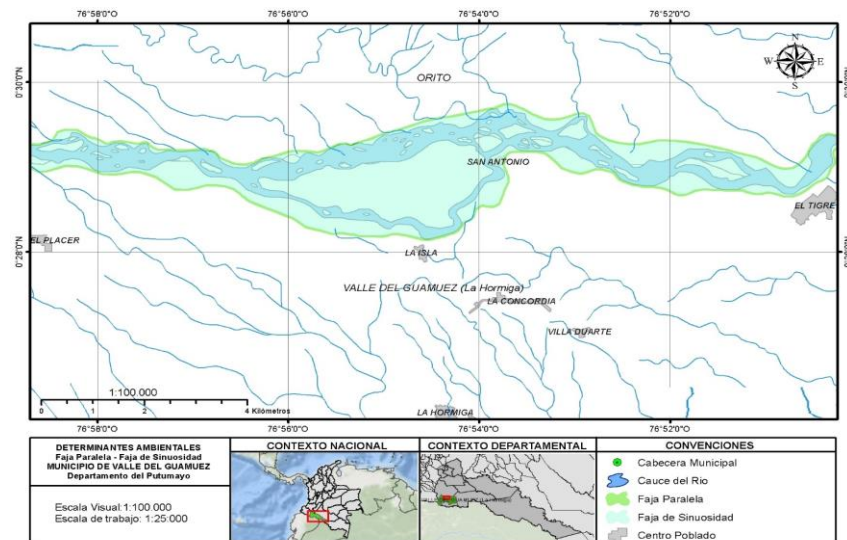 76°58'0"O 76°56'0"O 76°54'0"O 76°52'0"O
N
W E
S
0°30'0"N
ORITO
SAN ANTONIO
EL TIGRE
EL PLACER
LA ISLA
0°28'0"N
VALLE DEL GUAMUEZ (La Hormiga)
LA CONCORDIA
VILLA DUARTE
1:100.000
0 1 2 4 Kilómetros
LA HORMIGA
76°58'0"O 76°56'0"O 76°54'0"O 76°52'0"O
DETERMINANTES AMBIENTALES
Faja Paralela - Faja de Sinuosidad
MUNICIPIO DE VALLE DEL GUAMUEZ
Departamento del Putumayo
Escala Visual:1:100.000
Escala de trabajo: 1:25:000
CONTEXTO NACIONAL
CONTEXTO DEPARTAMENTAL
CONVENCIONES
Cabecera Municipal
Cauce del Rio
Faja Paralela
Faja de Sinuosidad
Centro Poblado